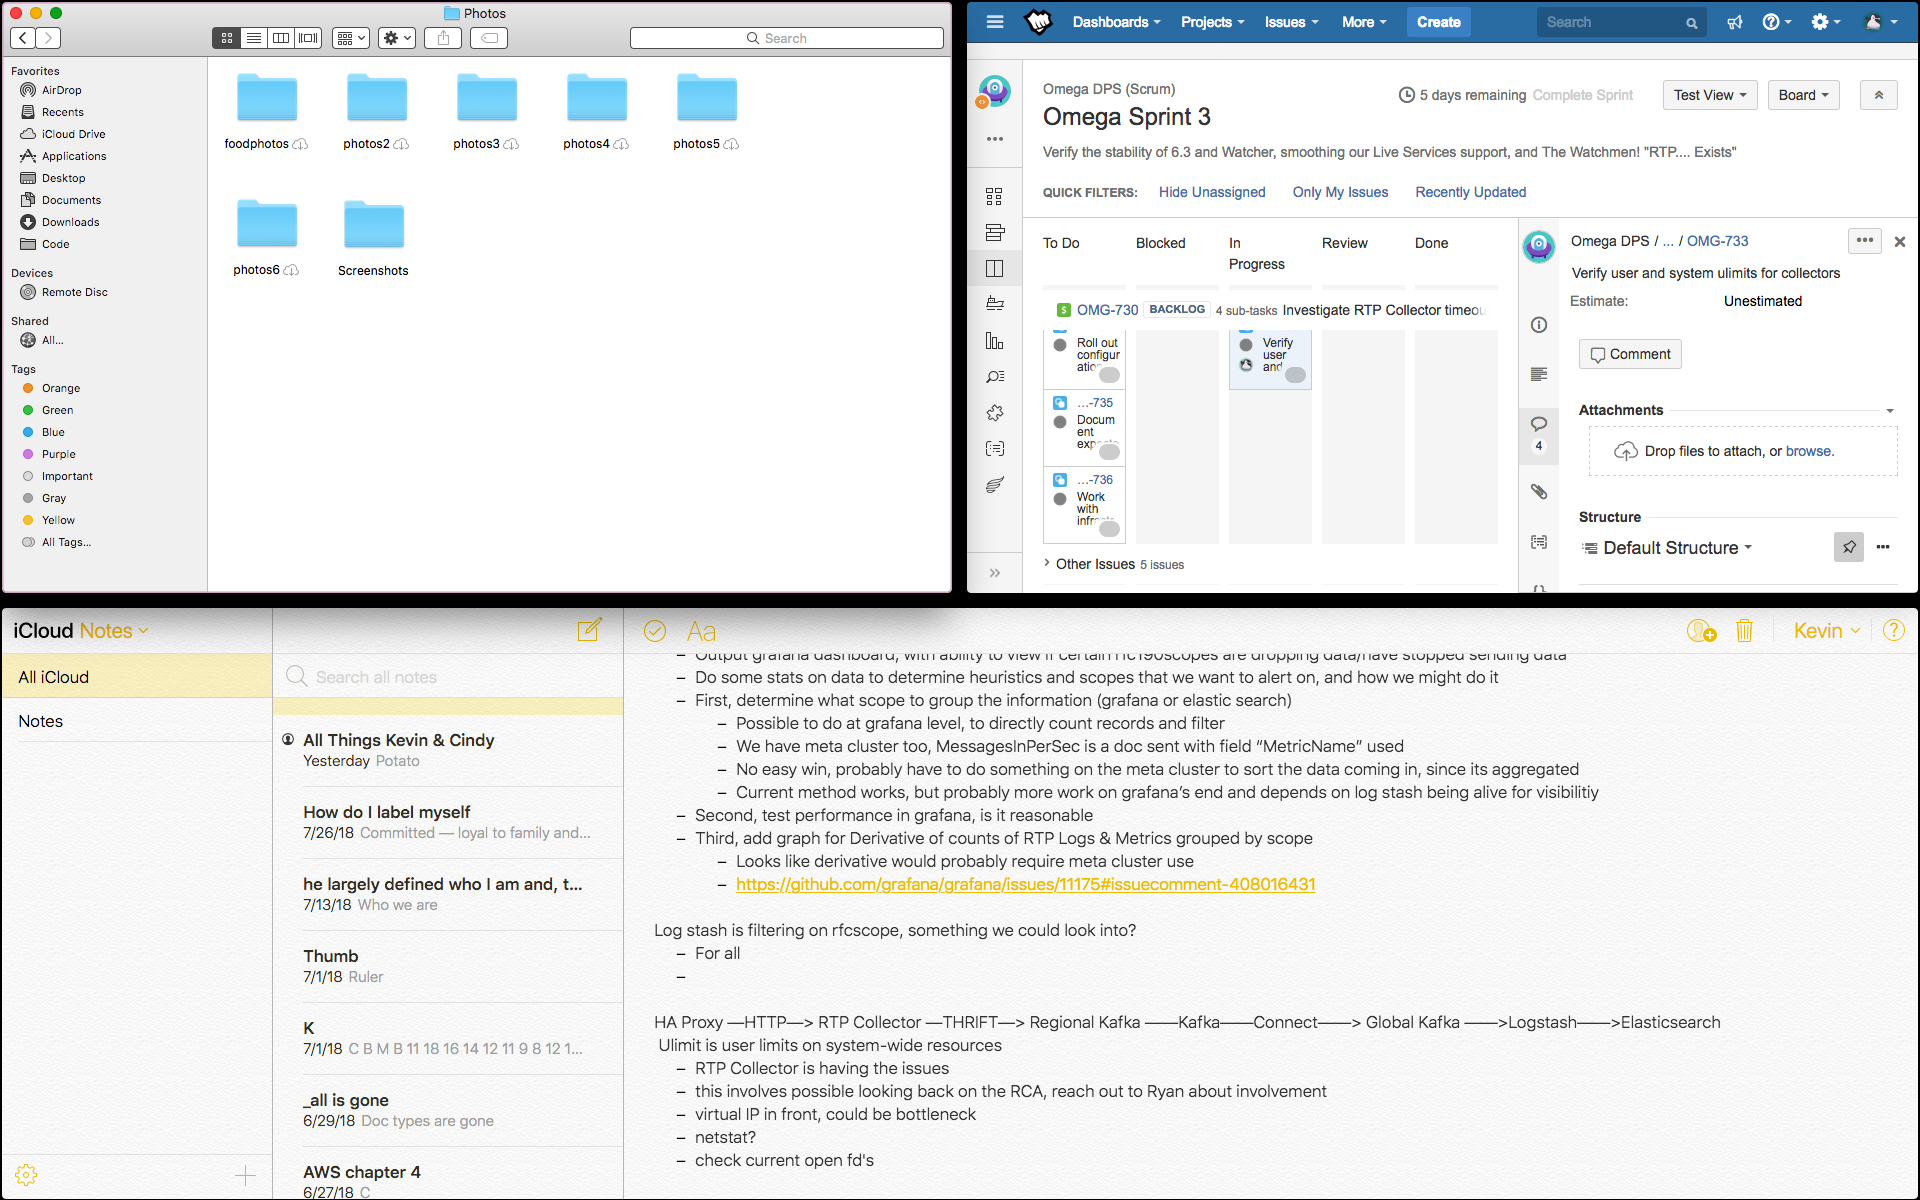 Photos
Search
Favorites
AirDrop
Recents
iCloud Drive
Applications
Desktop
Documents
Downloads
Code
Devices
Remote Disc
Shared
All...
Tags
Orange
Green
Blue
Purple
Important
Gray
Yellow
All Tags...
foodphotos
photos2
photos3
photos4
photos5
photos6
Screenshots
Dashboards Projects Issues More Create Search
Omega DPS (Scrum)
Omega Sprint 3
5 days remaining Complete Sprint
Test View
Board
Verify the stability of 6.3 and Watcher, smoothing our Live Services support, and The Watchmen! "RTP.... Exists"
QUICK FILTERS: Hide Unassigned Only My Issues Recently Updated
To Do
Blocked
In
Progress
Review
Done
OMG-730 BACKLOG 4 sub-tasks Investigate RTP Collector timeou
Roll out
configur
ation
Verify
user
and
...-735
Docum
ent
expe
...-736
Work
with
infr
Other Issues 5 issues
Omega DPS / ... / OMG-733
Verify user and system ulimits for collectors
Estimate: Unestimated
Comment
Attachments
Drop files to attach, or browse.
4
Structure
Default Structure
iCloud Notes
All iCloud
Notes
Search all notes
All Things Kevin & Cindy
Yesterday Potato
How do I label myself
7/26/18 Committed — loyal to family and...
he largely defined who I am and, t...
7/13/18 Who we are
Thumb
7/1/18 Ruler
K
7/1/18 C B M B 11 18 16 14 12 11 9 8 12 1...
_all is gone
6/29/18 Doc types are gone
AWS chapter 4
6/27/18 C
Aa
Kevin
– Output grafana dashboard, with ability to view if certain rfc190scopes are dropping data/have stopped sending data
– Do some stats on data to determine heuristics and scopes that we want to alert on, and how we might do it
– First, determine what scope to group the information (grafana or elastic search)
– Possible to do at grafana level, to directly count records and filter
– We have meta cluster too, MessagesInPerSec is a doc sent with field “MetricName” used
– No easy win, probably have to do something on the meta cluster to sort the data coming in, since its aggregated
– Current method works, but probably more work on grafana’s end and depends on log stash being alive for visibilitiy
– Second, test performance in grafana, is it reasonable
– Third, add graph for Derivative of counts of RTP Logs & Metrics grouped by scope
– Looks like derivative would probably require meta cluster use
– https://github.com/grafana/grafana/issues/11175#issuecomment-408016431
Log stash is filtering on rfcscope, something we could look into?
– For all
–
HA Proxy —HTTP—> RTP Collector —THRIFT—> Regional Kafka ——Kafka——Connect——> Global Kafka ——>Logstash——>Elasticsearch
Ulimit is user limits on system-wide resources
– RTP Collector is having the issues
– this involves possible looking back on the RCA, reach out to Ryan about involvement
– virtual IP in front, could be bottleneck
– netstat?
– check current open fd's